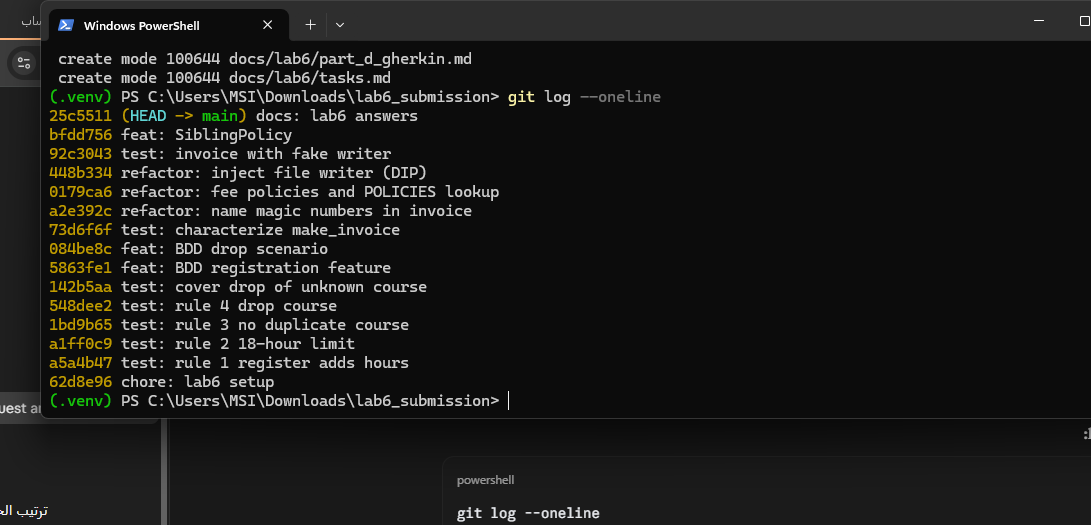 Windows PowerShell
create mode 100644 docs/lab6/part_d_gherkin.md
create mode 100644 docs/lab6/tasks.md
(.venv) PS C:\Users\MSI\Downloads\lab6_submission> git log --oneline
25c5511 (HEAD -> main) docs: lab6 answers
bfdd756 feat: SiblingPolicy
92c3043 test: invoice with fake writer
448b334 refactor: inject file writer (DIP)
0179ca6 refactor: fee policies and POLICIES lookup
a2e392c refactor: name magic numbers in invoice
73d6f6f test: characterize make_invoice
084be8c feat: BDD drop scenario
5863fe1 feat: BDD registration feature
142b5aa test: cover drop of unknown course
548dee2 test: rule 4 drop course
1bd9b65 test: rule 3 no duplicate course
a1ff0c9 test: rule 2 18-hour limit
a5a4b47 test: rule 1 register adds hours
62d8e96 chore: lab6 setup
(.venv) PS C:\Users\MSI\Downloads\lab6_submission>
powershell
git log --oneline
ترتيب